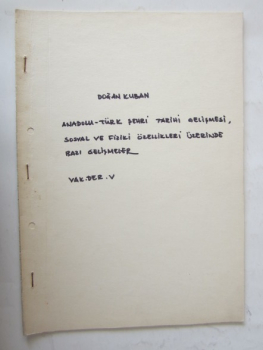 DOĞAN KUBAN
ANADOLU-TÜRK ŞEHRİ TARİHİ GELİŞMESİ,
SOSYAL VE FİZİKİ ÖZELLİKLERİ ÜZERİNDE
BAZI GELİŞMELER
VAK.DER.V